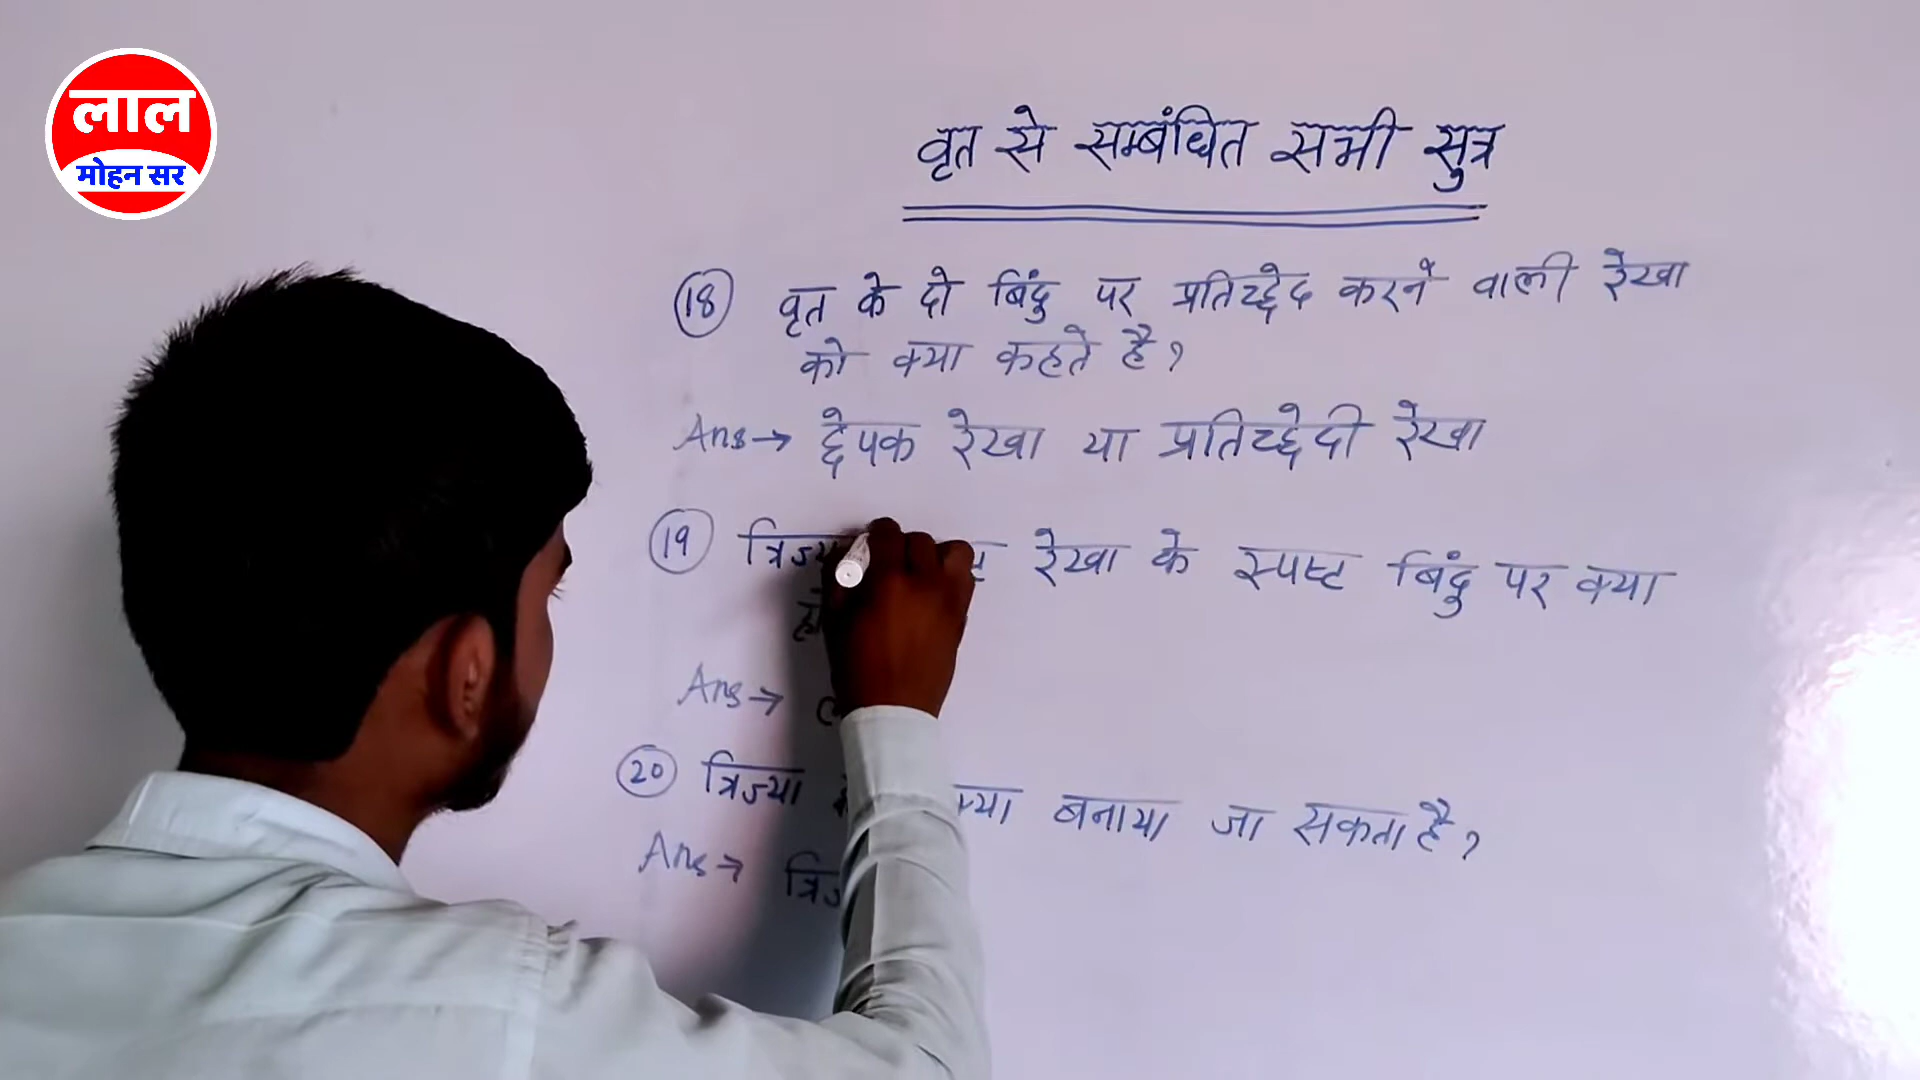 लाल
मोहन सर
वृत से सम्बंधित सभी सुत्र
18 वृत के दो बिंदु पर प्रतिच्छेद करने वाली रेखा
को क्या कहते है?
Ans → छेपक रेखा या प्रतिच्छेदी रेखा
19 रेखा के स्पष्ट बिंदु पर क्या
Ans →
20 त्रिज्या बनाया जा सकता है?
Ans →